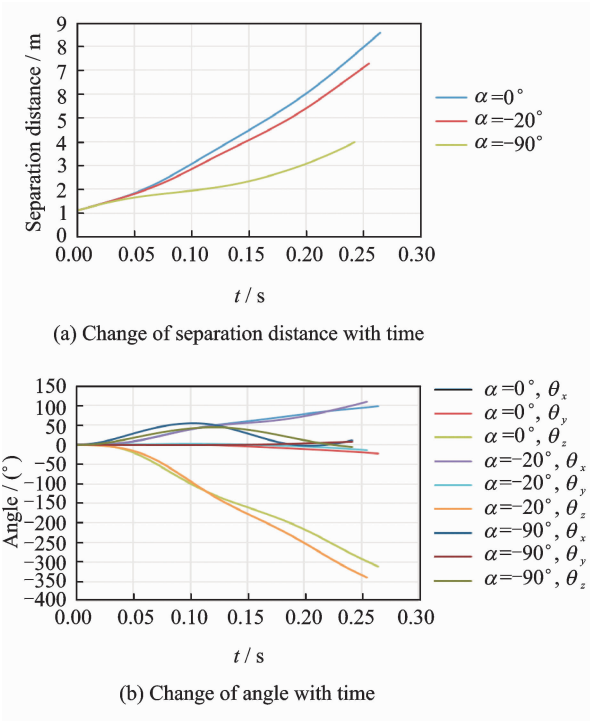 9
8
7
8
5
4
3
2
1
0
Separation distance / m
0.00 0.05 0.10 0.15 0.20 0.25 0.30
t / s
α=0°
α=−20°
α=−90°
(a) Change of separation distance with time
150
100
50
0
−50
−100
−150
−200
−250
−300
−350
−400
Angle / (°)
0.00 0.05 0.10 0.15 0.20 0.25 0.30
t / s
α=0°, θx
α=0°, θy
α=0°, θz
α=−20°, θx
α=−20°, θy
α=−20°, θz
α=−90°, θx
α=−90°, θy
α=−90°, θz
(b) Change of angle with time